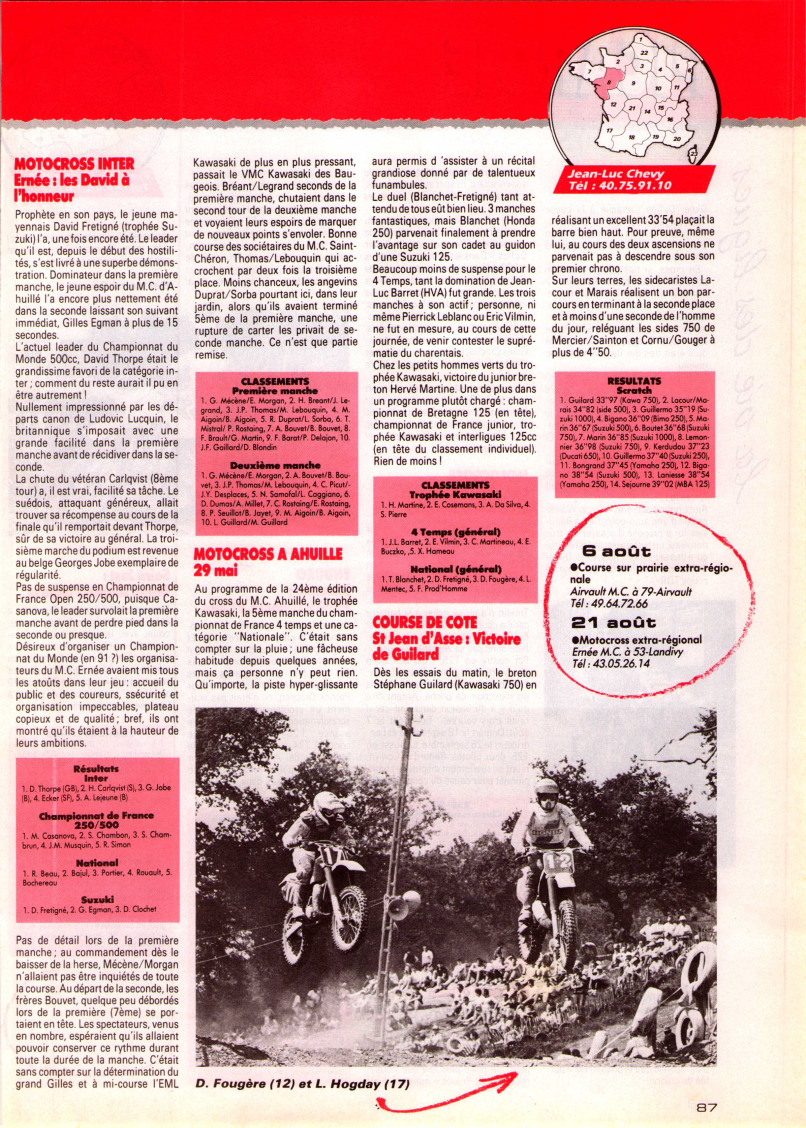 MOTOCROSS INTER
Ernée : les David à
l'honneur
Prophète en son pays, le jeune ma-
yennais David Fretigné (trophée Su-
zuki) l'a, une fois encore été. Le leader
qu'il est, depuis le début des hostili-
tés, s'est livré à une superbe démons-
tration. Dominateur dans la première
manche, le jeune espoir du M.C. d'A-
huillé l'a encore plus nettement été
dans la seconde laissant son suivant
immédiat, Gilles Egman à plus de 15
secondes.
L'actuel leader du Championnat du
Monde 500cc, David Thorpe était le
grandissime favori de la catégorie in-
ter ; comment du reste aurait il pu en
être autrement !
Nullement impressionné par les dé-
parts canon de Ludovic Lucquin, le
britannique s'imposait avec une
grande facilité dans la première
manche avant de récidiver dans la se-
conde.
La chute du vétéran Carlqvist (8ème
tour) a, il est vrai, facilité sa tâche. Le
suédois, attaquant généreux, allait
trouver sa récompense au cours de la
finale qu'il remportait devant Thorpe,
sûr de sa victoire au général. La troi-
sième marche du podium est revenue
au belge Georges Jobe exemplaire de
régularité.
Pas de suspense en Championnat de
France Open 250/500, puisque Ca-
sanova, le leader survolait la première
manche avant de perdre pied dans la
seconde ou presque.
Désireux d'organiser un Champion-
nat du Monde (en 91 ?) les organisa-
teurs du M.C. Ernée avaient mis tous
les atoûts dans leur jeu : accueil du
public et des coureurs, ssécurité et
organisation impeccables, plateau
copieux et de qualité ; bref, ils ont
montré qu'ils étaient à la hauteur de
leurs ambitions.
Résultats
Inter
1. D. Thorpe (GB), 2. H. Carlqvist (S), 3. G. Jobe
(B), 4. Ecker (SF), 5. A. Lejeune (B)
Championnat de France
250/500
1. M. Casanova, 2. S. Chambon, 3. S. Cham-
brun, 4. J.M. Musquin, 5. R. Simon
National
1. R. Beau, 2. Bajul, 3. Portier, 4. Rouault, 5.
Bochereau
Suzuki
1. D. Fretigné, 2. G. Egman, 3. D. Clochet
Pas de détail lors de la première
manche ; au commandement dès le
baisser de la herse, Mécène/Morgan
n'allaient pas être inquiétés de toute
la course. Au départ de la seconde, les
frères Bouvet, quelque peu débordés
lors de la première (7ème) se por-
taient en tête. Les spectateurs, venus
en nombre, espéraient qu'ils allaient
pouvoir conserver ce rythme durant
toute la durée de la manche. C'était
sans compter sur la détermination du
grand Gilles et à mi-course l'EML
Kawasaki de plus en plus pressant,
passait le VMC Kawasaki des Bau-
geois. Bréant/Legrand seconds de la
première manche, chutaient dans le
second tour de la deuxième manche
et voyaient leurs espoirs de marquer
de nouveaux points s'envoler. Bonne
course des sociétaires du M.C. Saint-
Chéron, Thomas/Lebouquin qui ac-
crochent par deux fois la troisième
place. Moins chanceux, les angevins
Duprat/Sorba pourtant ici, dans leur
jardin, alors qu'ils avaient terminé
5ème de la première manche, une
rupture de carter les privait de se-
conde manche. Ce n'est que partie
remise.
CLASSEMENTS
Première manche
1. G. Mécène/E. Morgan, 2. H. Breant/J. Le-
grand, 3. J.P. Thomas/M. Lebouquin, 4. M.
Aigoin/B. Aigoin, 5. R. Duprat/L. Sorba, 6. T.
Mistral/ P. Rostaing, 7. A. Bouvet/B. Bouvet, 8.
F. Brault/G. Martin, 9. F. Barat/P. Delajon, 10.
J.F. Gaillard/D. Blondin
Deuxième manche
1. G. Mécène/E. Morgan, 2. A. Bouvet/B. Bou-
vet, 3. J.P. Thomas/M. Lebouquin, 4. C. Picut/-
J.Y. Desplaces, 5. N. Samofal/L. Caggiano, 6.
D. Dumas/A. Millet, 7. C. Rostaing/E. Rostaing,
8. P. Seuillot/B. Jayet, 9. M. Aigoin/B. Aigoin,
10. L. Guillard/M. Guillard
MOTOCROSS A AHUILLE
29 mai
Au programme de la 24ème édition
du cross du M.C. Ahuillé, le trophée
Kawasaki, la 5ème manche du cham-
pionnat de France 4 temps et une ca-
tégorie "Nationale". C'était sans
compter sur la pluie ; une fâcheuse
habitude depuis quelques années,
mais ça personne n'y peut rien.
Qu'importe, la piste hyper-glissante
aura permis d 'assister à un récital
grandiose donné par de talentueux
funambules.
Le duel (Blanchet-Fretigné) tant at-
tendu de tous eût bien lieu. 3 manches
fantastiques, mais Blanchet (Honda
250) parvenait finalement à prendre
l'avantage sur son cadet au guidon
d'une Suzuki 125.
Beaucoup moins de suspense pour le
4 Temps, tant la domination de Jean-
Luc Barret (HVA) fut grande. Les trois
manches à son actif ; personne, ni
même Pierrick Leblanc ou Eric Vilmin,
ne fut en mesure, au cours de cette
journée, de venir contester le supré-
matie du charentais.
Chez les petits hommes verts du tro-
phée Kawasaki, victoire du junior bre-
ton Hervé Martine. Une de plus dans
un programme plutôt chargé : cham-
pionnat de Bretagne 125 (en tête),
championnat de France junior, tro-
phée Kawasaki et interligues 125cc
(en tête du classement individuel).
Rien de moins !
CLASSEMENTS
Trophée Kawasaki
1. H. Martine, 2. E. Cosemans, 3. A. Da Silva, 4.
S. Pierre
4 Temps (général)
1. J.L. Barret, 2. E. Vilmin, 3. C. Martineau, 4. E.
Buczko, ,5. X. Hameau
National (général)
1. T. Blanchet, 2. D. Fretigné, 3. D. Fougère, 4. L.
Mentec, 5. F. Prod'Homme
COURSE DE COTE
St Jean d'Asse : Victoire
de Guilard
Dès les essais du matin, le breton
Stéphane Guilard (Kawasaki 750) en
1
2
22
3
4
5
6
7
8
9
10
11
12
21
14
15
16
17
18
19
20
23
Jean-Luc Chevy
Tél : 40.75.91.10
réalisant un excellent 33'54 plaçait la
barre bien haut. Pour preuve, même
lui, au cours des deux ascensions ne
parvenait pas à descendre sous son
premier chrono.
Sur leurs terres, les sidecaristes La-
cour et Marais réalisent un bon par-
cours en terminant à la seconde place
et à moins d'une seconde de l'homme
du jour, reléguant les sides 750 de
Mercier/Sainton et Cornu/Gouger à
plus de 4''50.
RESULTATS
Scratch
1. Guilard 33''97 (Kawa 750), 2. Lacour/Ma-
rais 34''82 (side 500), 3. Guillermo 35''19 (Su-
zuki 1000), 4. Bigano 36''09 (Bimo 250), 5. Ma-
rin 36''67 (Suzuki 500), 6. Boutet 36''68 (Suzuki
750), 7. Marin 36''85 (Suzuki 1000), 8. Lemon-
nier 36''98 (Suzuki 750), 9. Kerdudou 37''23
(Ducati 650), 10. Guillermo 37''40 (Suzuki 250),
11. Bongrand 37''45 (Yamaha 250), 12. Biga-
no 38''54 (Suzuki 500), 13. Laniesse 38''54
(Yamaha 250), 14. Sejourne 39''02 (MBA 125)
6 août
●Course sur prairie extra-régio-
nale
Airvault M.C. à 79-Airvault
Tél : 49.64.72.66
21 août
●Motocross extra-régional
Ernée M.C. à 53-Landivy
Tél : 43.05.26.14
12
D. Fougère (12) et L. Hogday (17)
87